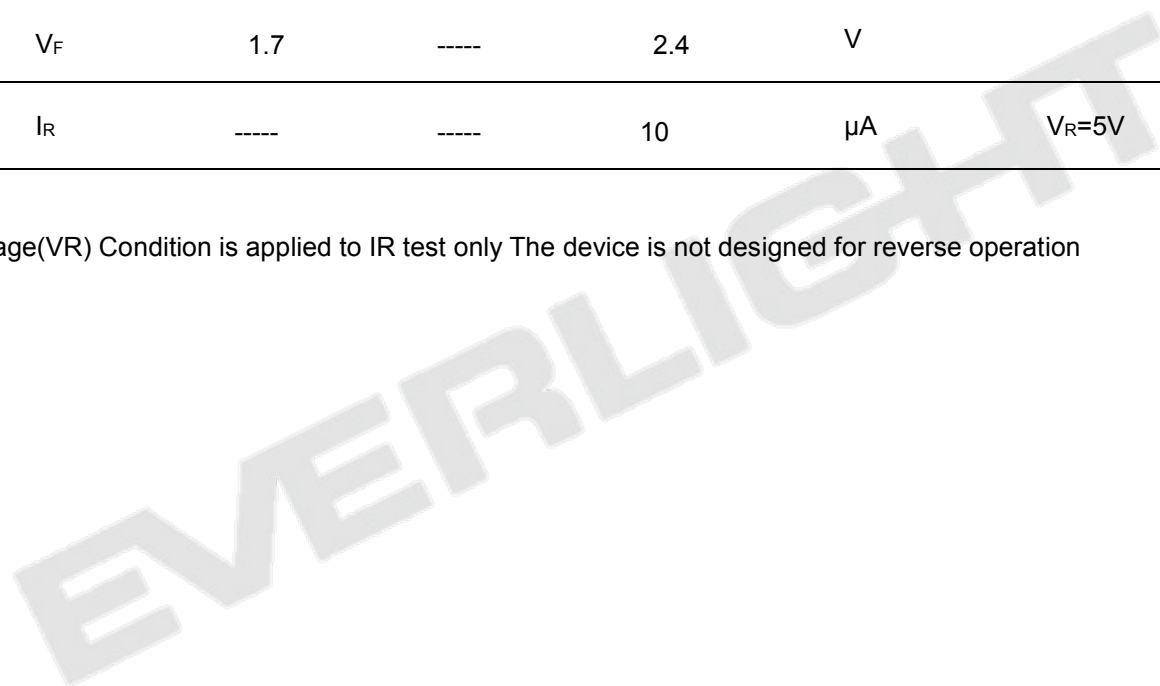 VF 1.7 ----- 2.4 V
IR ----- ----- 10 µA VR=5V
age(VR) Condition is applied to IR test only The device is not designed for reverse operation
EVERLIGHT